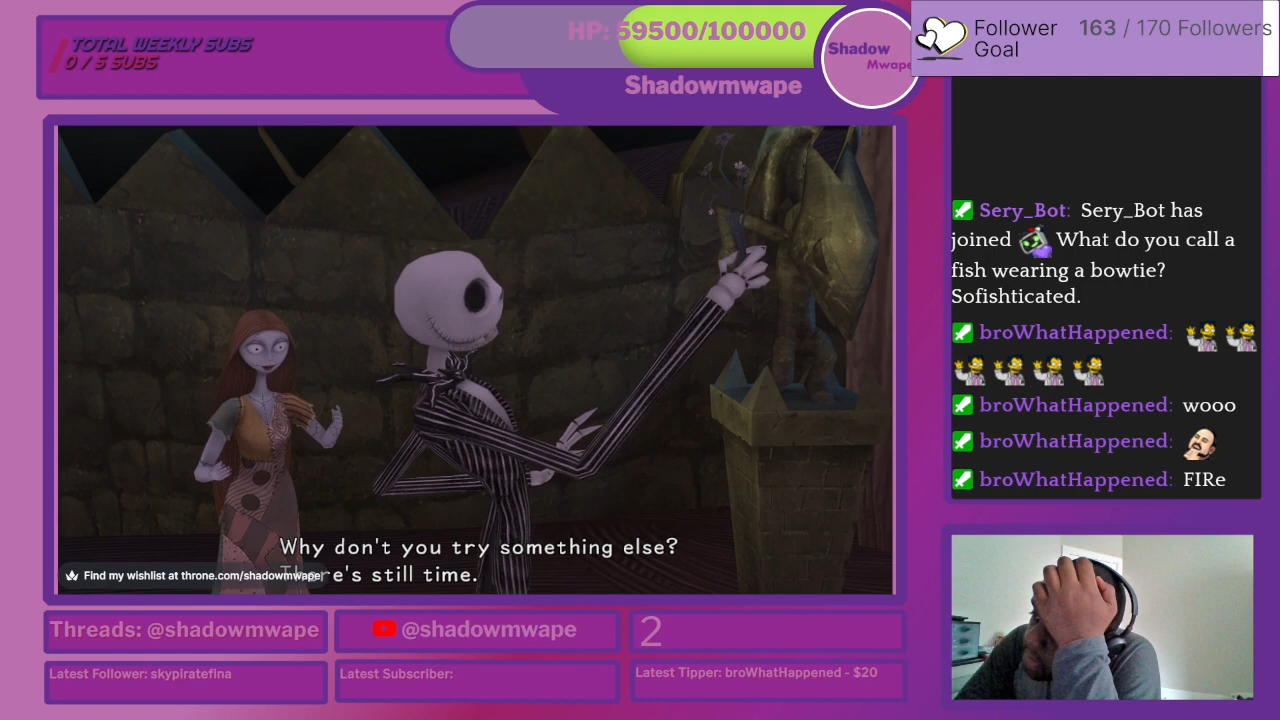 TOTAL WEEKLY SUBS
0 / 5 SUBS
HP: 59500/100000
Shadowmwape
Shadow
Mwape
Follower
Goal
163 / 170 Followers
Sery_Bot: Sery_Bot has
joined What do you call a
fish wearing a bowtie?
Sofishticated.
broWhatHappened:
broWhatHappened: wooo
broWhatHappened:
broWhatHappened: FIRe
Why don't you try something else?
There's still time.
Find my wishlist at throne.com/shadowmwape
Threads: @shadowmwape
@shadowmwape
2
Latest Follower: skypiratefina
Latest Subscriber:
Latest Tipper: broWhatHappened - $20